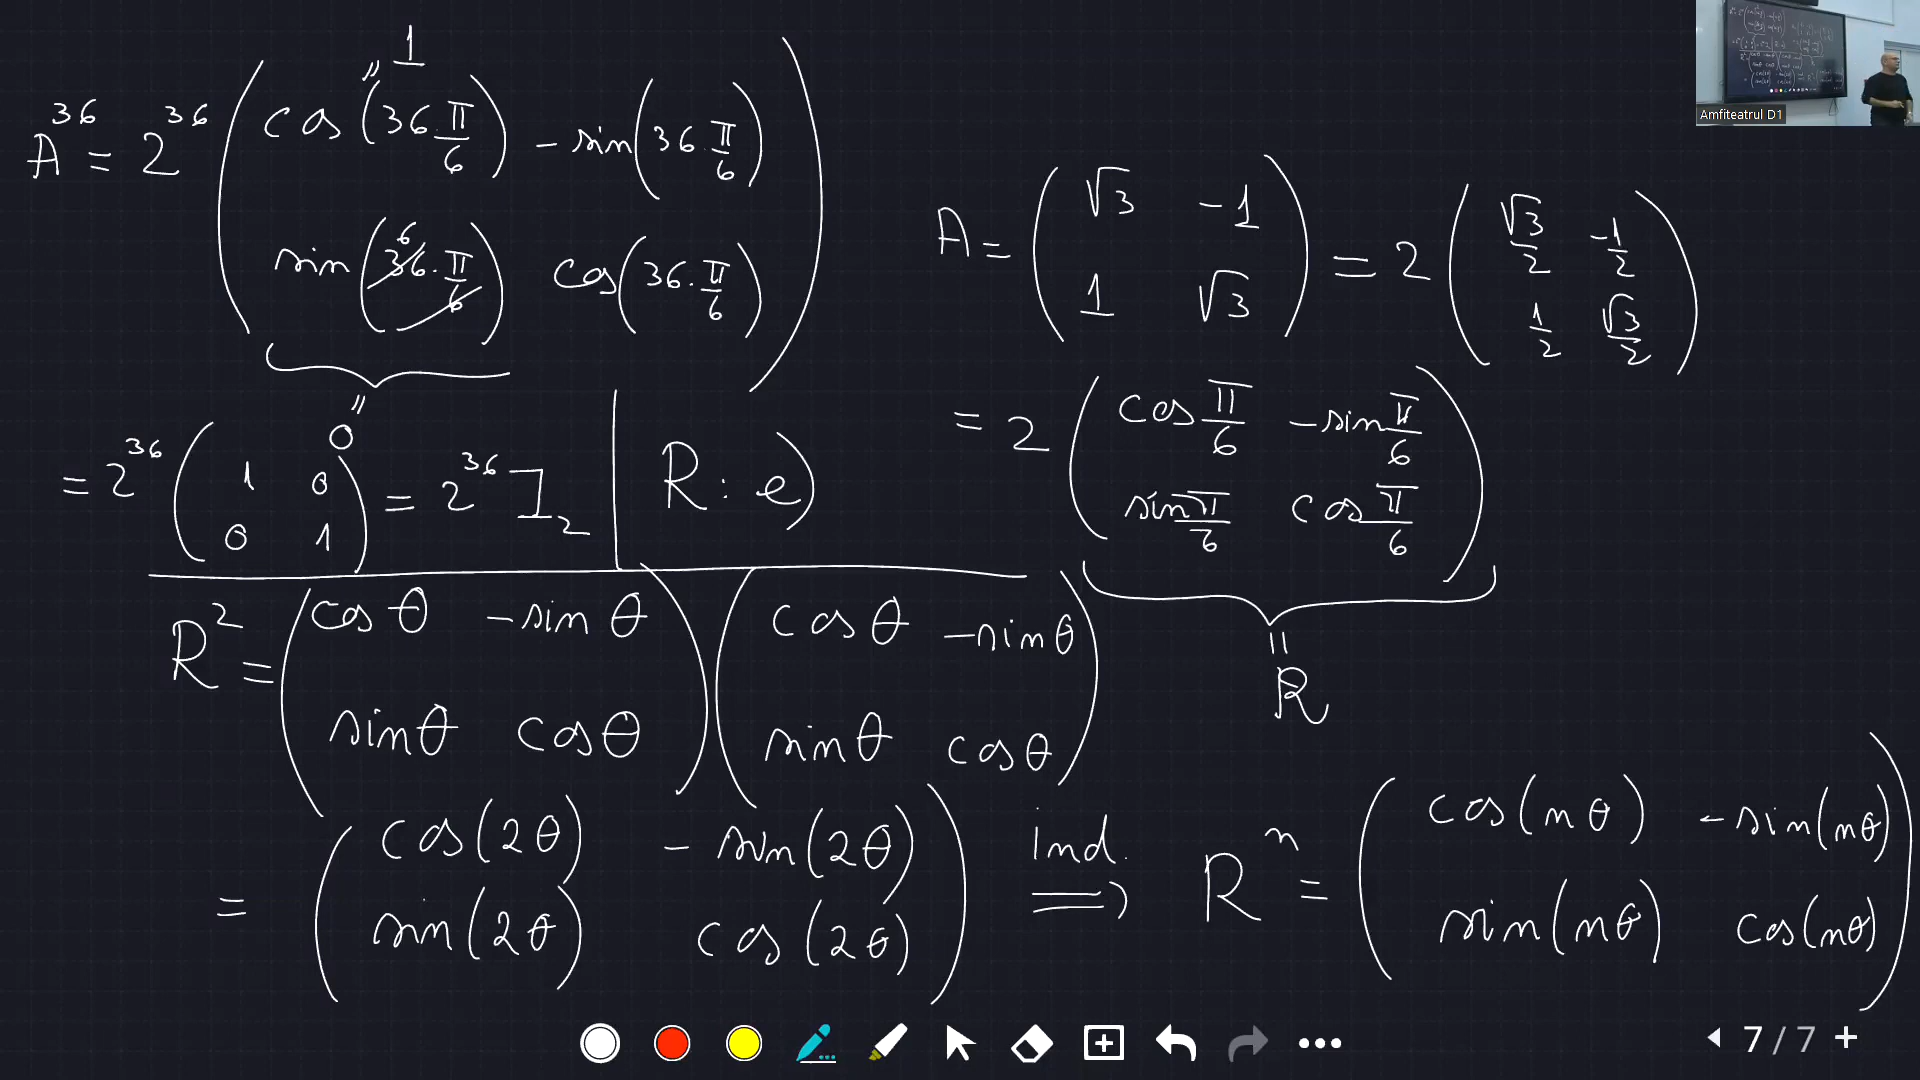 A^36 = 2^36 ( cos(36·π/6) -sin(36·π/6)
sin(36·π/6) cos(36·π/6) )
" 1
6
" 0
= 2^36 ( 1 0
0 1 ) = 2^36 I_2 | R: e)
A = ( √3 -1
1 √3 ) = 2 ( √3/2 -1/2
1/2 √3/2 )
= 2 ( cos π/6 -sin π/6
sin π/6 cos π/6 )
" R
R^2 = ( cos θ -sin θ
sin θ cos θ ) ( cos θ -sin θ
sin θ cos θ )
= ( cos(2θ) -sin(2θ)
sin(2θ) cos(2θ) )
ind. ⟹ R^n = ( cos(nθ) -sin(nθ)
sin(nθ) cos(nθ) )
Amfiteatrul D1
7 / 7